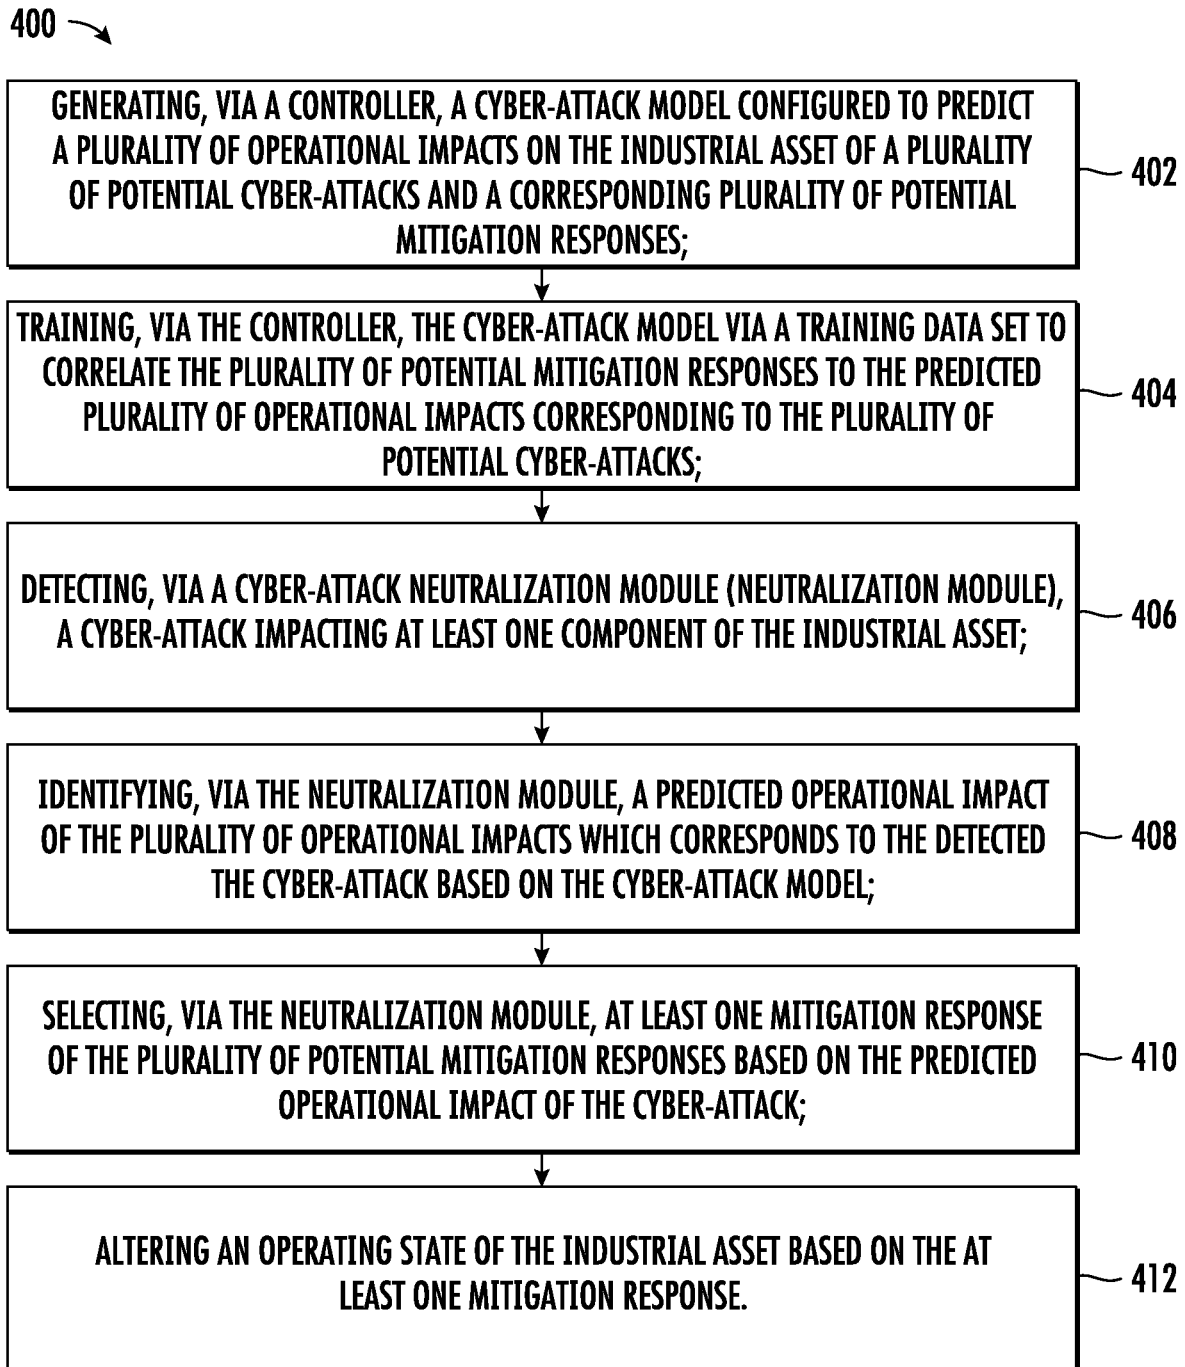 400
GENERATING, VIA A CONTROLLER, A CYBER-ATTACK MODEL CONFIGURED TO PREDICT
A PLURALITY OF OPERATIONAL IMPACTS ON THE INDUSTRIAL ASSET OF A PLURALITY
OF POTENTIAL CYBER-ATTACKS AND A CORRESPONDING PLURALITY OF POTENTIAL
MITIGATION RESPONSES;
402
TRAINING, VIA THE CONTROLLER, THE CYBER-ATTACK MODEL VIA A TRAINING DATA SET TO
CORRELATE THE PLURALITY OF POTENTIAL MITIGATION RESPONSES TO THE PREDICTED
PLURALITY OF OPERATIONAL IMPACTS CORRESPONDING TO THE PLURALITY OF
POTENTIAL CYBER-ATTACKS;
404
DETECTING, VIA A CYBER-ATTACK NEUTRALIZATION MODULE (NEUTRALIZATION MODULE),
A CYBER-ATTACK IMPACTING AT LEAST ONE COMPONENT OF THE INDUSTRIAL ASSET;
406
IDENTIFYING, VIA THE NEUTRALIZATION MODULE, A PREDICTED OPERATIONAL IMPACT
OF THE PLURALITY OF OPERATIONAL IMPACTS WHICH CORRESPONDS TO THE DETECTED
THE CYBER-ATTACK BASED ON THE CYBER-ATTACK MODEL;
408
SELECTING, VIA THE NEUTRALIZATION MODULE, AT LEAST ONE MITIGATION RESPONSE
OF THE PLURALITY OF POTENTIAL MITIGATION RESPONSES BASED ON THE PREDICTED
OPERATIONAL IMPACT OF THE CYBER-ATTACK;
410
ALTERING AN OPERATING STATE OF THE INDUSTRIAL ASSET BASED ON THE AT
LEAST ONE MITIGATION RESPONSE.
412